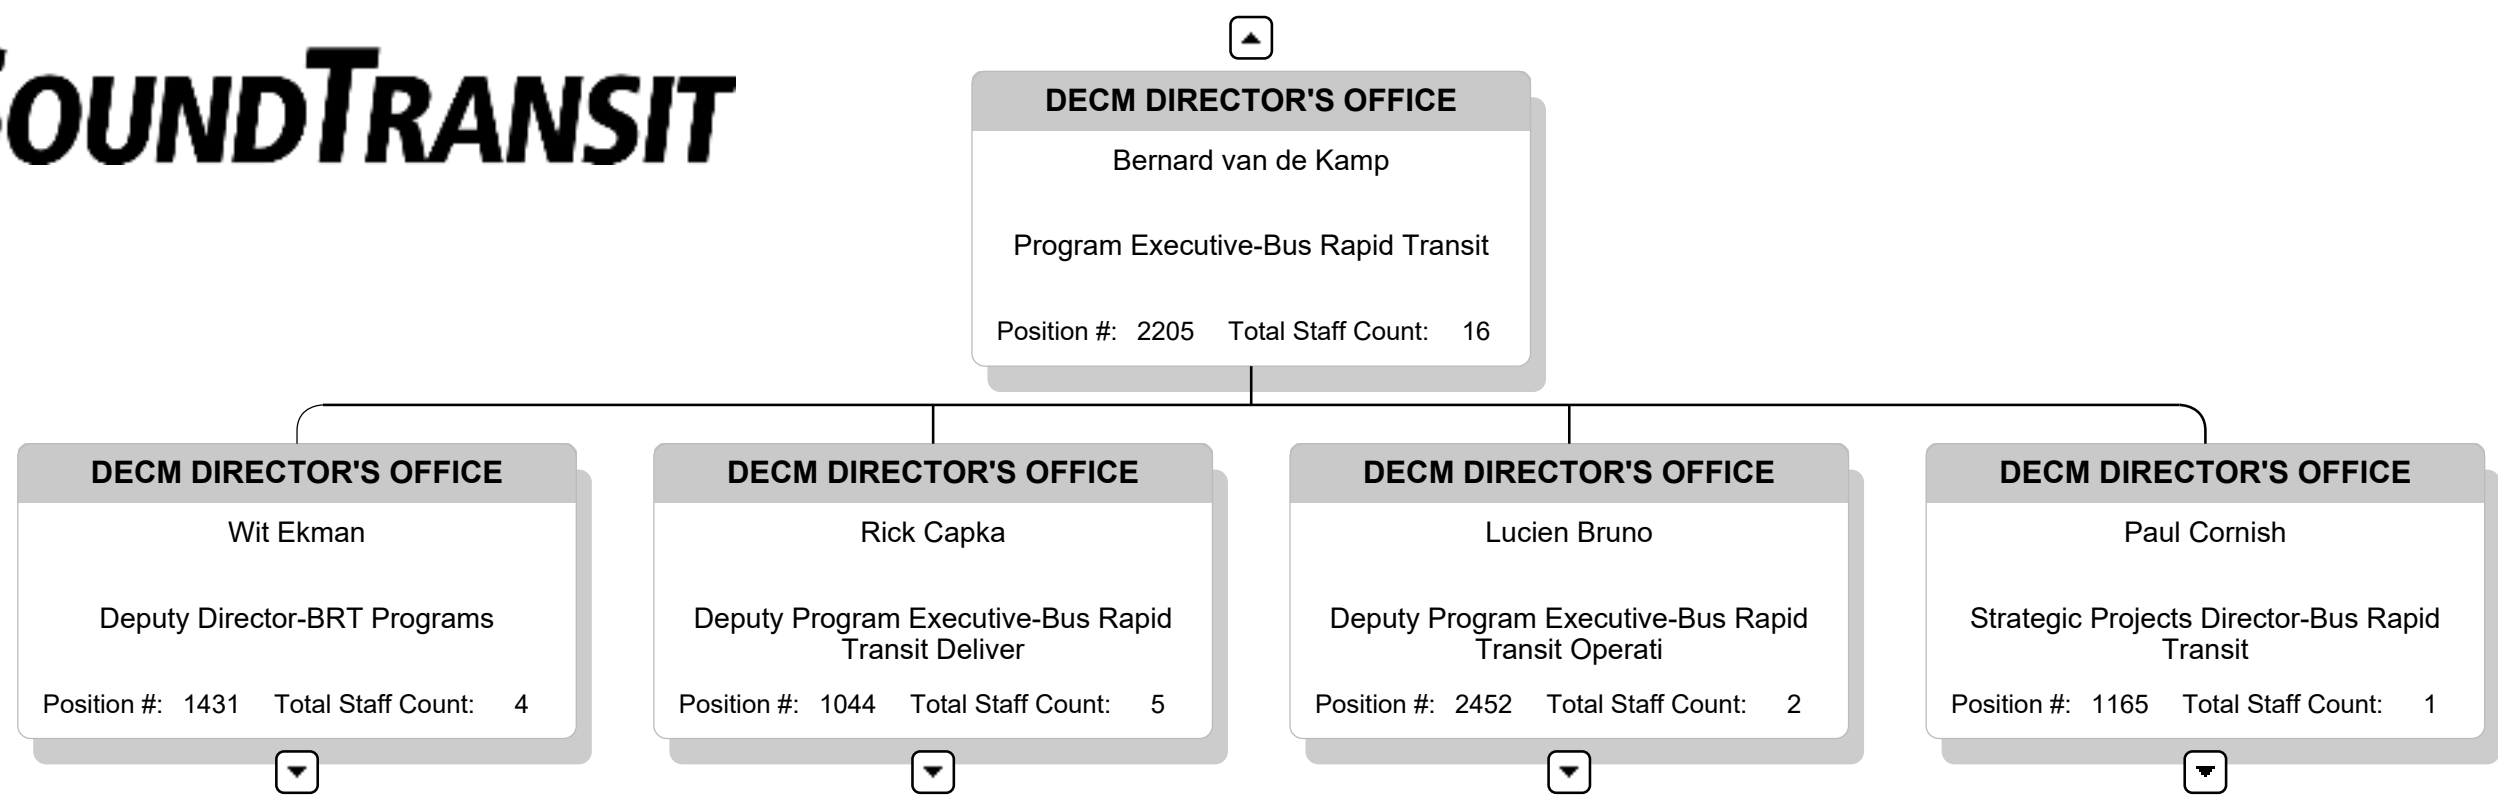 SOUNDTRANSIT
DECM DIRECTOR'S OFFICE
Bernard van de Kamp
Program Executive-Bus Rapid Transit
Position #: 2205 Total Staff Count: 16
DECM DIRECTOR'S OFFICE
Wit Ekman
Deputy Director-BRT Programs
Position #: 1431 Total Staff Count: 4
DECM DIRECTOR'S OFFICE
Rick Capka
Deputy Program Executive-Bus Rapid
Transit Deliver
Position #: 1044 Total Staff Count: 5
DECM DIRECTOR'S OFFICE
Lucien Bruno
Deputy Program Executive-Bus Rapid
Transit Operati
Position #: 2452 Total Staff Count: 2
DECM DIRECTOR'S OFFICE
Paul Cornish
Strategic Projects Director-Bus Rapid
Transit
Position #: 1165 Total Staff Count: 1